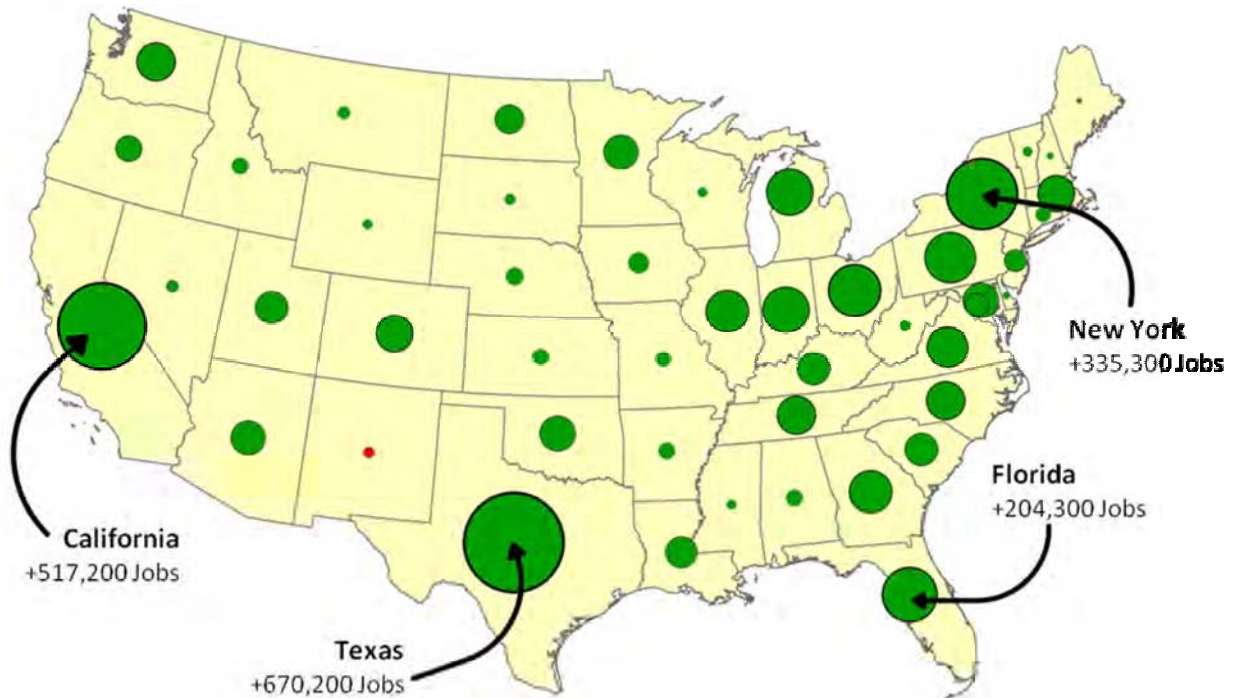 New York
+335,300 Jobs
Florida
+204,300 Jobs
California
+517,200 Jobs
Texas
+670,200 Jobs